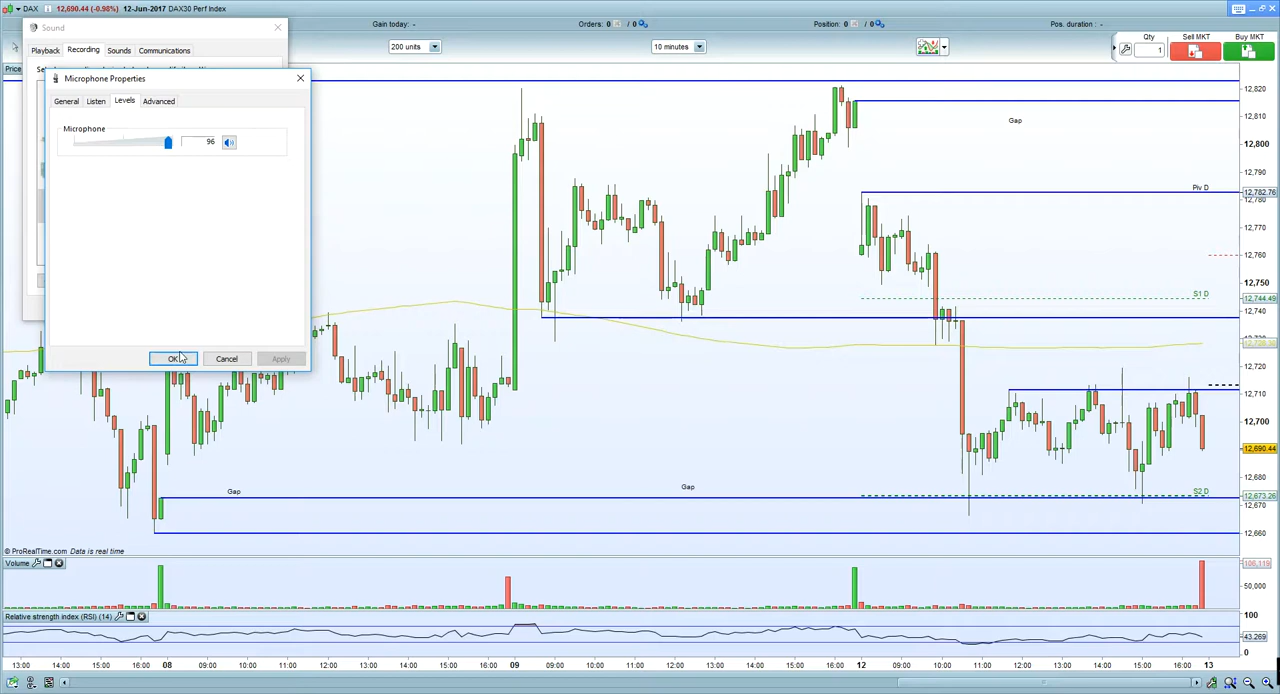 DAX 12,690.44 (-0.98%) 12-Jun-2017 DAX30 Perf Index
Gain today: -
Orders: 0 / 0
Position: 0 / 0
Pos. duration : -
Sound
Playback Recording Sounds Communications
200 units
10 minutes
Qty
1
Sell MKT
Buy MKT
Price
Microphone Properties
General Listen Levels Advanced
Microphone
96
OK
Cancel
Apply
Gap
Piv D
S1 D
S2 D
Gap
Gap
12,820
12,810
12,800
12,790
12,782.76
12,780
12,770
12,760
12,750
12,744.49
12,740
12,720
12,710
12,700
12,690.44
12,680
12,673.26
12,670
12,660
© ProRealTime.com Data is real time
Volume
106,119
50,000
Relative strength index (RSI) (14)
100
43.269
0
13:00 14:00 15:00 16:00 08 09:00 10:00 11:00 12:00 13:00 14:00 15:00 16:00 09 10:00 11:00 12:00 13:00 14:00 15:00 16:00 12 09:00 10:00 11:00 12:00 13:00 14:00 15:00 16:00 13